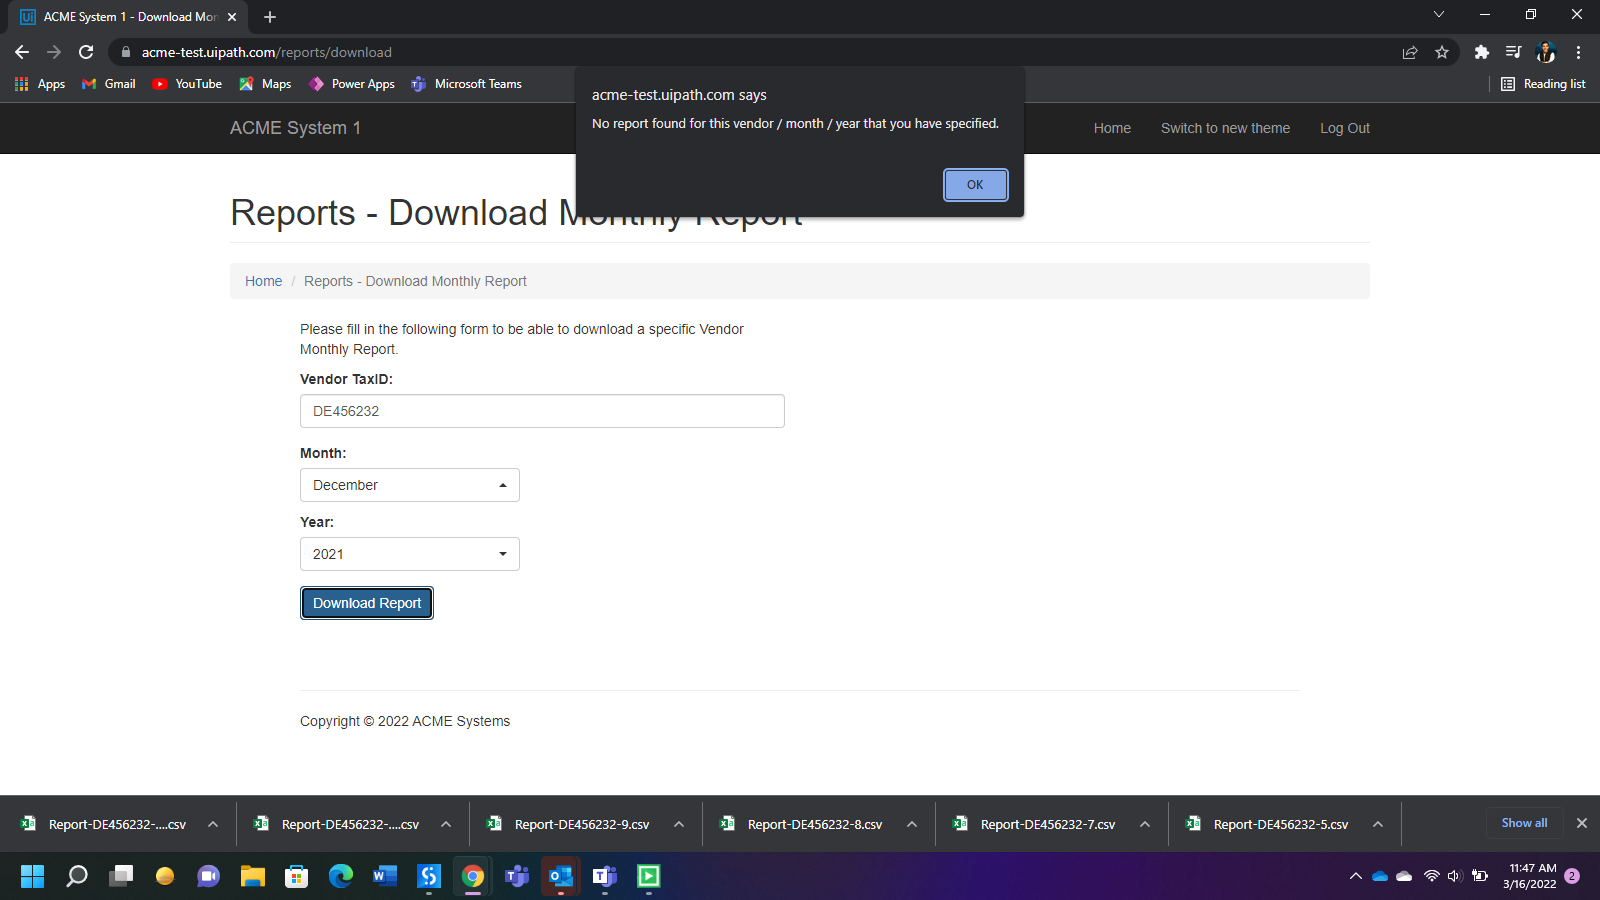 ACME System 1 - Download Mon
acme-test.uipath.com/reports/download
Apps
Gmail
YouTube
Maps
Power Apps
Microsoft Teams
Reading list
acme-test.uipath.com says
No report found for this vendor / month / year that you have specified.
OK
ACME System 1
Home
Switch to new theme
Log Out
Reports - Download Monthly Report
Home / Reports - Download Monthly Report
Please fill in the following form to be able to download a specific Vendor
Monthly Report.
Vendor TaxID:
DE456232
Month:
December
Year:
2021
Download Report
Copyright © 2022 ACME Systems
Report-DE456232-....csv
Report-DE456232-....csv
Report-DE456232-9.csv
Report-DE456232-8.csv
Report-DE456232-7.csv
Report-DE456232-5.csv
Show all
11:47 AM
3/16/2022
2